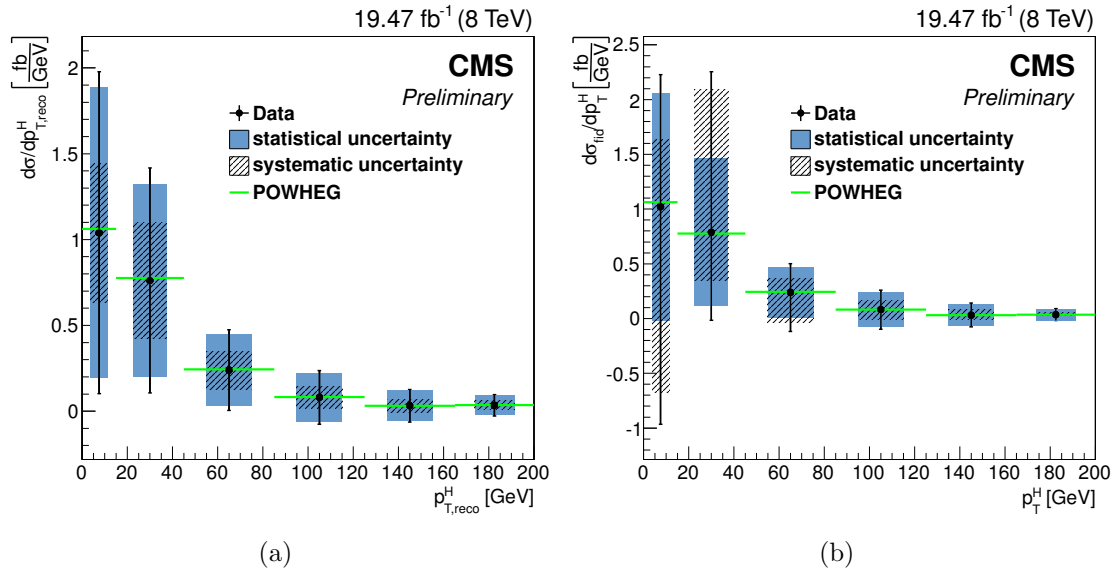 19.47 fb⁻¹ (8 TeV)
dσ/dp^H_{T,reco} [fb/GeV]
CMS
Preliminary
Data
statistical uncertainty
systematic uncertainty
POWHEG
2
1.5
1
0.5
0
0 20 40 60 80 100 120 140 160 180 200
p^H_{T,reco} [GeV]
(a)
19.47 fb⁻¹ (8 TeV)
dσ_{fid}/dp^H_T [fb/GeV]
CMS
Preliminary
Data
statistical uncertainty
systematic uncertainty
POWHEG
2.5
2
1.5
1
0.5
0
-0.5
-1
0 20 40 60 80 100 120 140 160 180 200
p^H_T [GeV]
(b)